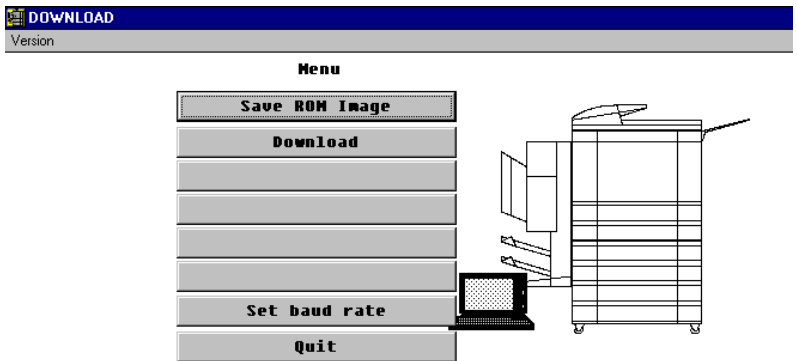 DOWNLOAD
Version
Menu
Save ROM Image
Download
Set baud rate
Quit